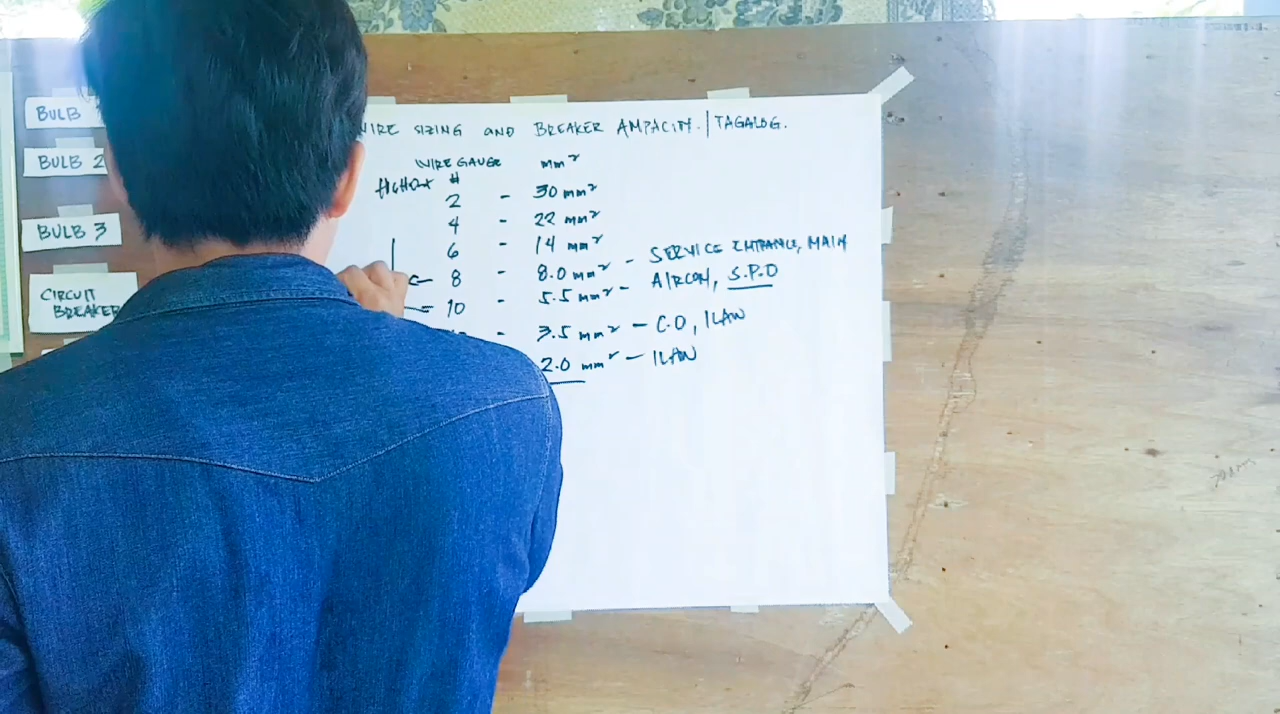 BULB
BULB 2
BULB 3
CIRCUIT
BREAKER
WIRE SIZING AND BREAKER AMPACITY. | TAGALOG.
WIRE GAUGE mm²
#
2 - 30 mm²
4 - 22 mm²
6 - 14 mm²
8 - 8.0 mm² - SERVICE ENTRANCE, MAIN
10 - 5.5 mm² - AIRCON, S.P.O
- 3.5 mm² - C.O, ILAW
2.0 mm² - ILAW